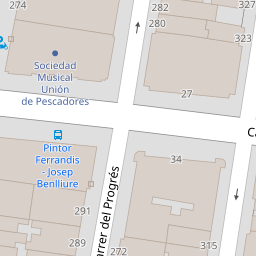 274
282
280
327
323
Sociedad
Musical
Unión
de Pescadores
27
Pintor
Ferrandis
- Josep
Benlliure
34
291
289
272
315
del Progrés